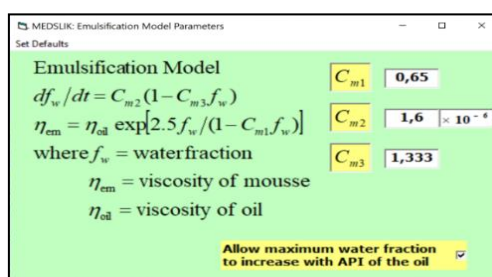 MEDSLIK: Emulsification Model Parameters
Set Defaults
Emulsification Model
df_w/dt = C_m2(1-C_m3 f_w)
η_em = η_oil exp[2.5 f_w/(1-C_m1 f_w)]
where f_w = waterfraction
η_em = viscosity of mousse
η_oil = viscosity of oil
C_m1 0,65
C_m2 1,6 × 10 - 6
C_m3 1,333
Allow maximum water fraction
to increase with API of the oil